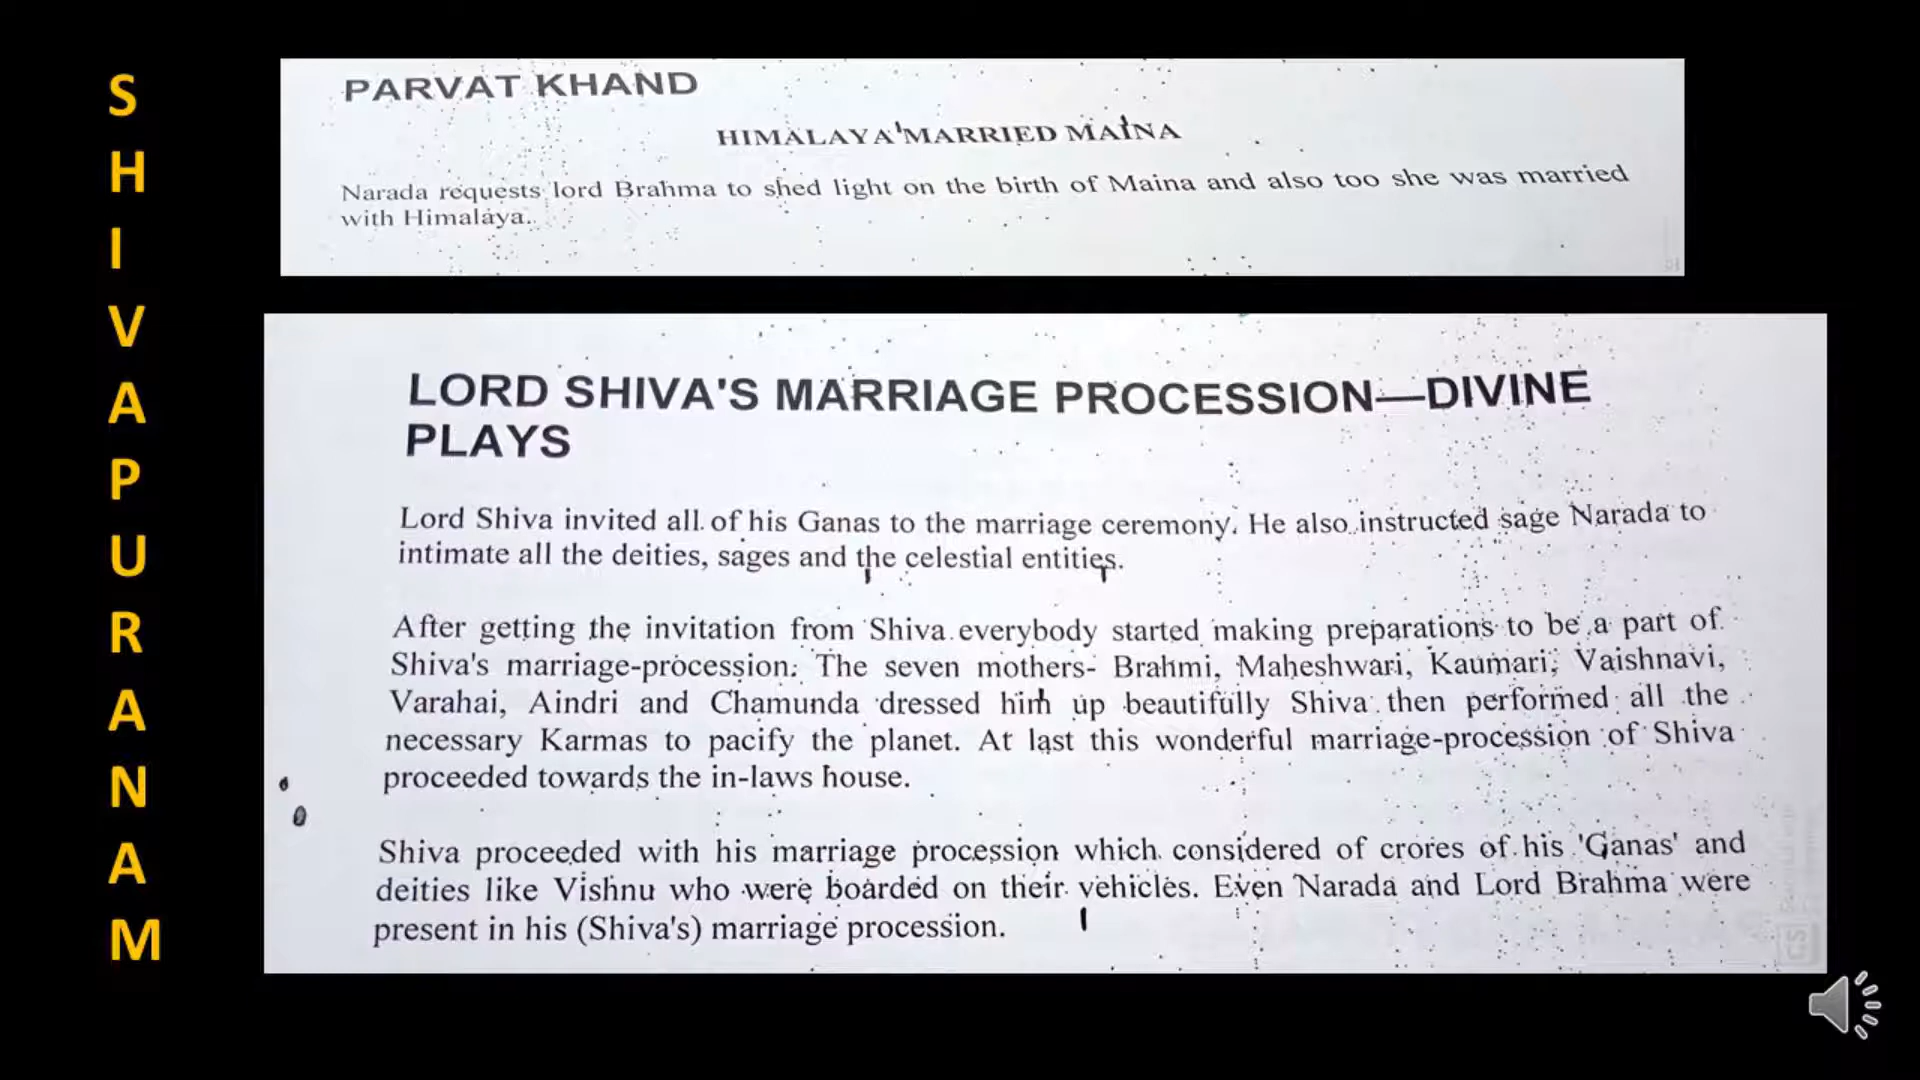 SHIVAPURANAM
PARVAT KHAND
HIMALAYA'MARRIED MAINA
Narada requests lord Brahma to shed light on the birth of Maina and also too she was married
with Himalaya..
LORD SHIVA'S MARRIAGE PROCESSION—DIVINE
PLAYS
Lord Shiva invited all of his Ganas to the marriage ceremony. He also instructed sage Narada to
intimate all the deities, sages and the celestial entities.
After getting the invitation from Shiva everybody started making preparations to be a part of
Shiva's marriage-procession. The seven mothers- Brahmi, Maheshwari, Kaumari, Vaishnavi,
Varahai, Aindri and Chamunda dressed him up beautifully Shiva then performed all the
necessary Karmas to pacify the planet. At last this wonderful marriage-procession of Shiva
proceeded towards the in-laws house.
Shiva proceeded with his marriage procession which considered of crores of his 'Ganas' and
deities like Vishnu who were boarded on their vehicles. Even Narada and Lord Brahma were
present in his (Shiva's) marriage procession.
CS